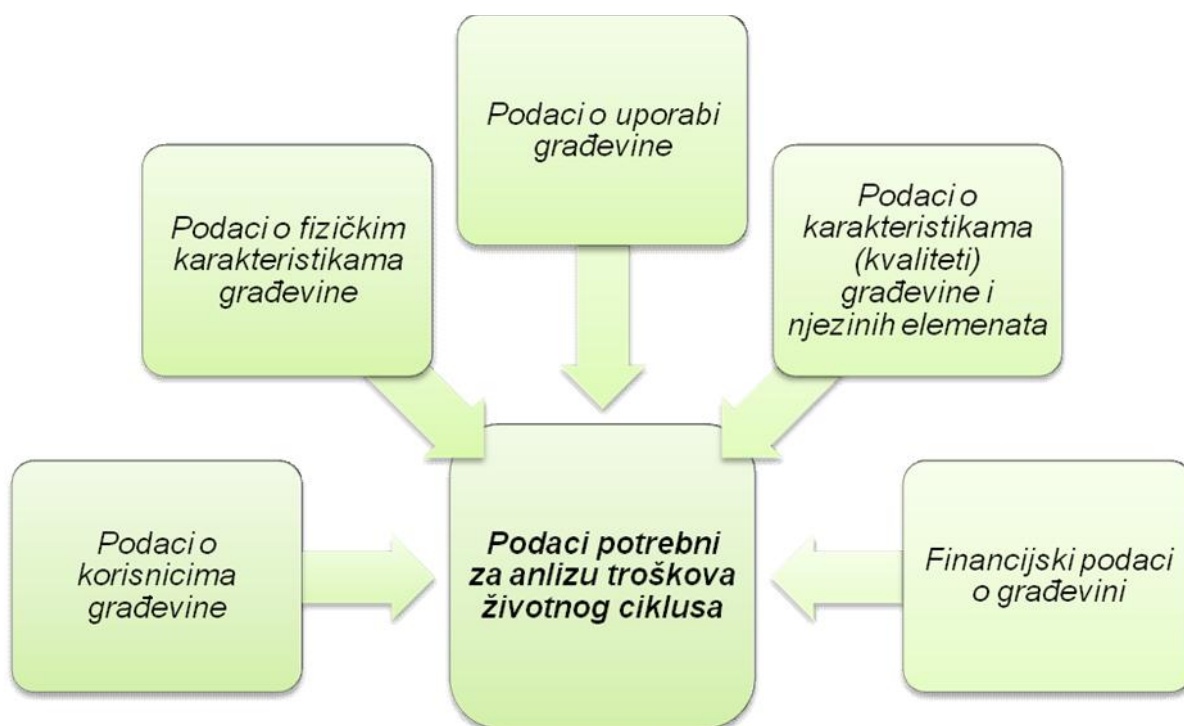 Podaci o uporabi
građevine
Podaci o fizičkim
karakteristikama
građevine
Podaci o
karakteristikama
(kvaliteti)
građevine i
njezinih elemenata
Podaci o
korisnicima
građevine
Podaci potrebni
za anlizu troškova
životnog ciklusa
Financijski podaci
o građevini